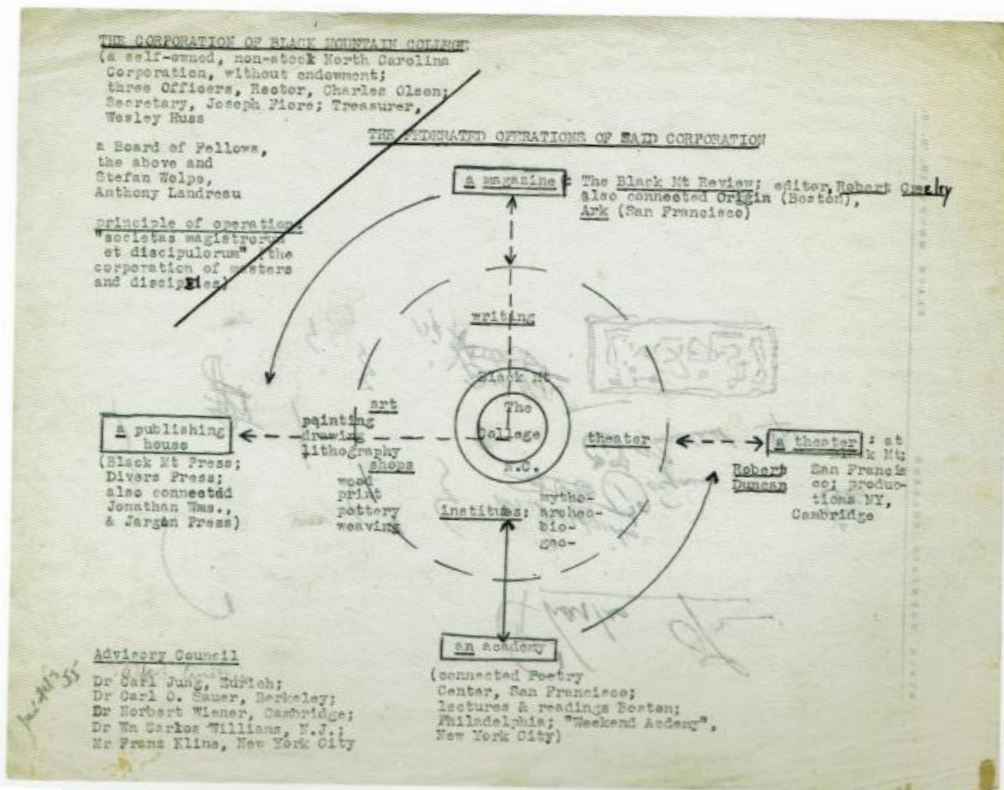 THE CORPORATION OF BLACK MOUNTAIN COLLEGE
(a self-owned, non-stock North Carolina
Corporation, without endowment;
three Officers, Rector, Charles Olson;
Secretary, Joseph Fiore; Treasurer,
Wesley Huss
a Board of Fellows,
the above and
Stefan Wolpe,
Anthony Landreau
principle of operation:
"societas magistrorum
et discipulorum" (the
corporation of masters
and disciples)
THE FEDERATED OPERATIONS OF SAID CORPORATION
a magazine: The Black Mt Review; editor, Robert Creeley
also connected Origin (Boston),
Ark (San Francisco)
writing
Black Mt
The
College
N.C.
art
painting
drawing
lithography
shops
wood
print
pottery
weaving
theater
institutes: mytho-
archeo-
bio-
geo-
a publishing
house
(Black Mt Press;
Divers Press;
also connected
Jonathan Wms.,
& Jargon Press)
a theater : at
Black Mt;
Robert San Francis
Duncan co; produc-
tions NY,
Cambridge
an academy
(connected Poetry
Center, San Francisco;
lectures & readings Boston;
Philadelphia; "Weekend Acdemy",
New York City)
Advisory Council
Dr Carl Jung, Zurich;
Dr Carl O. Sauer, Berkeley;
Dr Norbert Wiener, Cambridge;
Dr Wm Carlos Williams, N.J.;
Mr Franz Kline, New York City